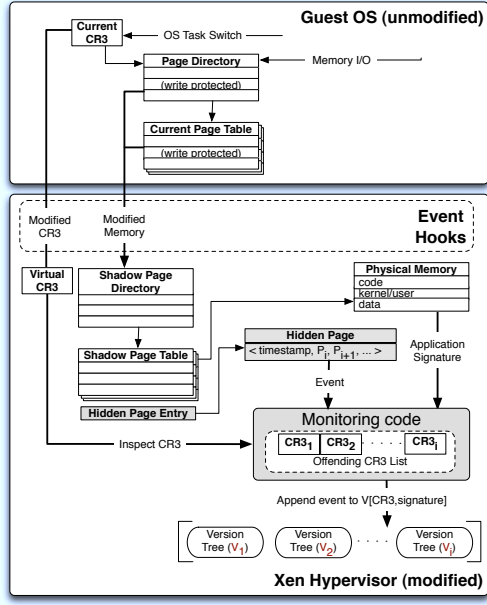 Guest OS (unmodified)
Current
CR3
OS Task Switch
Page Directory
Memory I/O
(write protected)
Current Page Table
(write protected)
Modified
CR3
Modified
Memory
Event
Hooks
Virtual
CR3
Shadow Page
Directory
Physical Memory
code
kernel/user
data
Hidden Page
< timestamp, Pi, Pi+1, ... >
Shadow Page Table
Application
Signature
Hidden Page Entry
Event
Monitoring code
CR31 CR32 · · · · · CR3i
Offending CR3 List
Inspect CR3
Append event to V[CR3,signature]
Version
Tree (V1)
Version
Tree (V2)
· · · ·
Version
Tree (Vi)
Xen Hypervisor (modified)